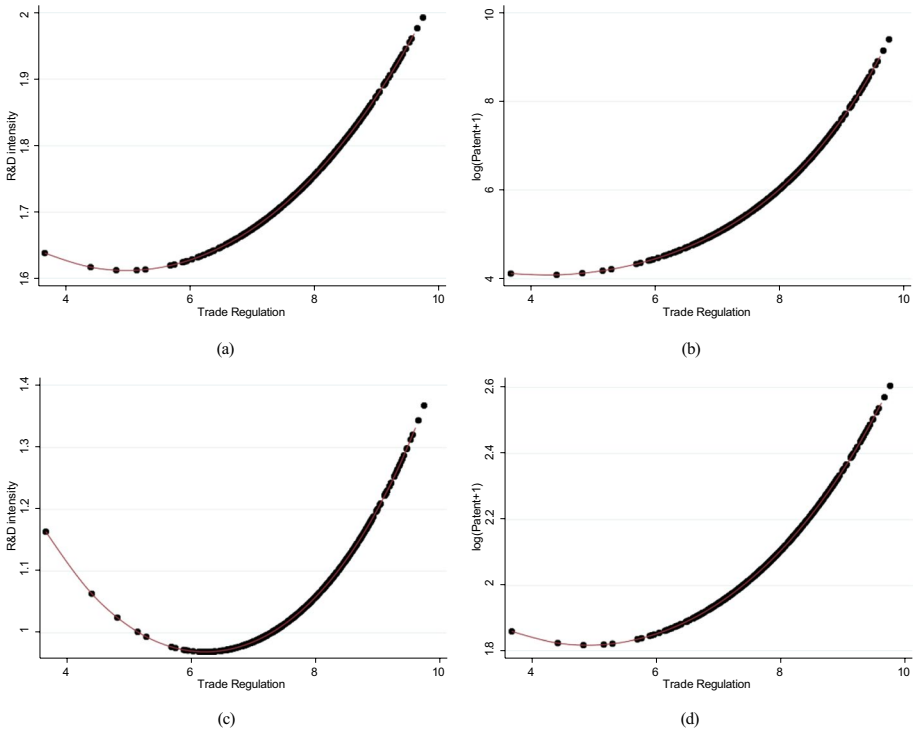 2
1.9
1.8
1.7
1.6
R&D intensity
4 6 8 10
Trade Regulation
(a)
10
8
6
4
log(Patent+1)
4 6 8 10
Trade Regulation
(b)
1.4
1.3
1.2
1.1
1
R&D intensity
4 6 8 10
Trade Regulation
(c)
2.6
2.4
2.2
2
1.8
log(Patent+1)
4 6 8 10
Trade Regulation
(d)